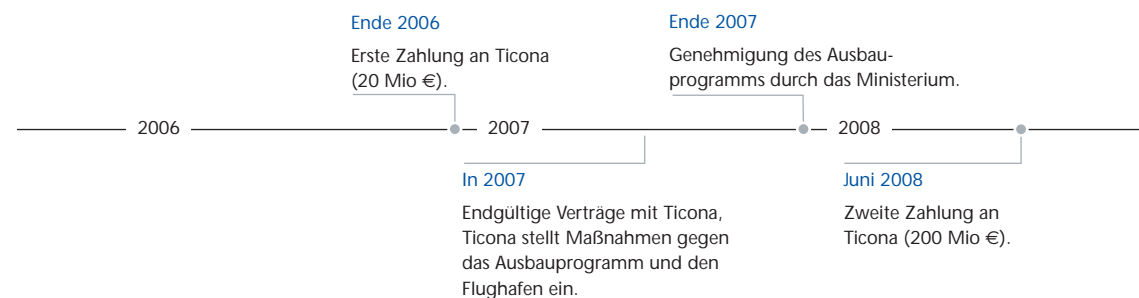 Ende 2006
Erste Zahlung an Ticona
(20 Mio €).
Ende 2007
Genehmigung des Ausbau-
programms durch das Ministerium.
2006
2007
2008
In 2007
Endgültige Verträge mit Ticona,
Ticona stellt Maßnahmen gegen
das Ausbauprogramm und den
Flughafen ein.
Juni 2008
Zweite Zahlung an
Ticona (200 Mio €).